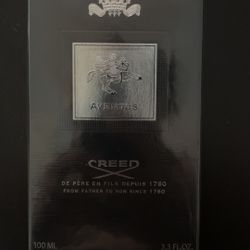 AVENTUS
CREED
DE PÈRE EN FILS DEPUIS 1760
FROM FATHER TO SON SINCE 1760
100 ML
3.3 FL.OZ